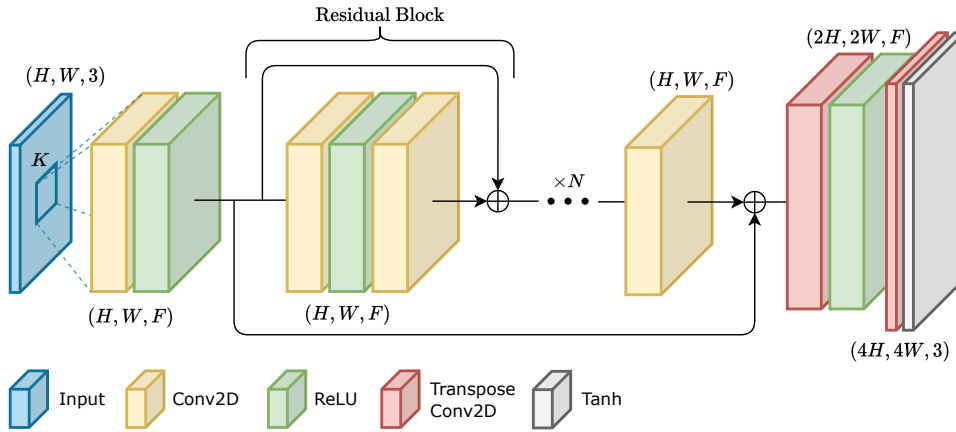 Residual Block
(H, W, 3)
(H, W, F)
(2H, 2W, F)
K
×N
(H, W, F)
(H, W, F)
(4H, 4W, 3)
Input
Conv2D
ReLU
Transpose
Conv2D
Tanh